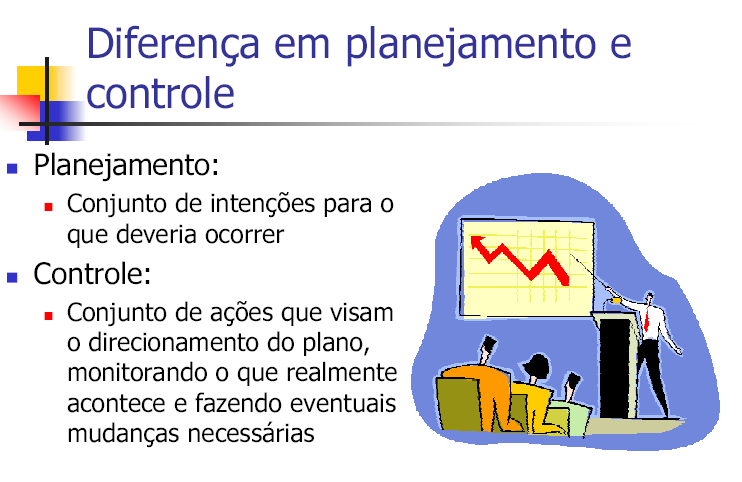 Diferença em planejamento e
controle
Planejamento:
Conjunto de intenções para o
que deveria ocorrer
Controle:
Conjunto de ações que visam
o direcionamento do plano,
monitorando o que realmente
acontece e fazendo eventuais
mudanças necessárias